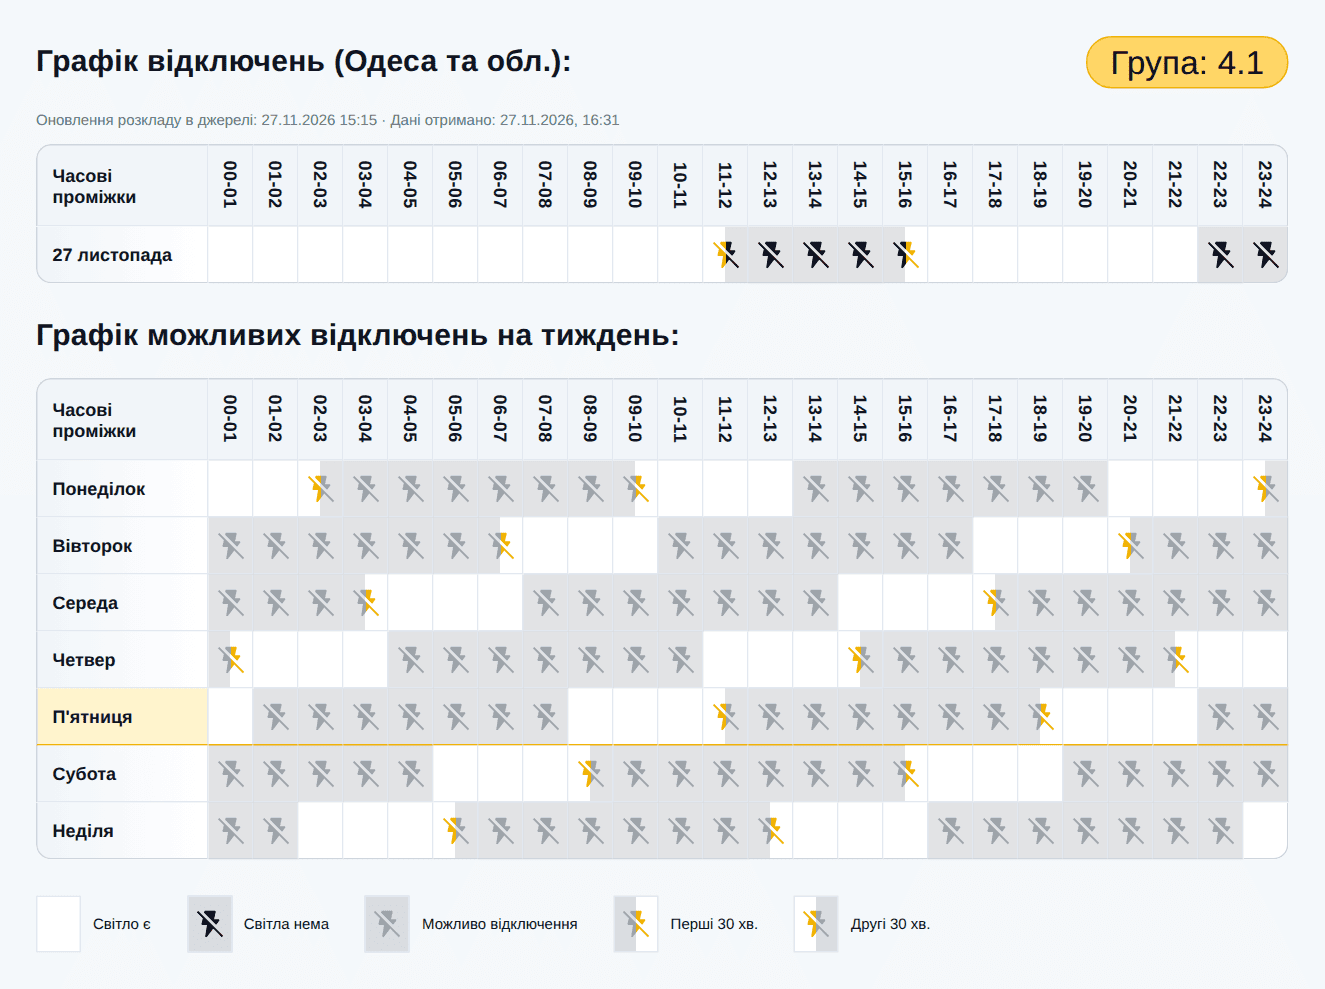 Графік відключень (Одеса та обл.):
Група: 4.1
Оновлення розкладу в джерелі: 27.11.2026 15:15 · Дані отримано: 27.11.2026, 16:31
Часові проміжки 00-01 01-02 02-03 03-04 04-05 05-06 06-07 07-08 08-09 09-10 10-11 11-12 12-13 13-14 14-15 15-16 16-17 17-18 18-19 19-20 20-21 21-22 22-23 23-24
27 листопада
Графік можливих відключень на тиждень:
Часові проміжки 00-01 01-02 02-03 03-04 04-05 05-06 06-07 07-08 08-09 09-10 10-11 11-12 12-13 13-14 14-15 15-16 16-17 17-18 18-19 19-20 20-21 21-22 22-23 23-24
Понеділок
Вівторок
Середа
Четвер
П'ятниця
Субота
Неділя
Світло є Світла нема Можливо відключення Перші 30 хв. Другі 30 хв.